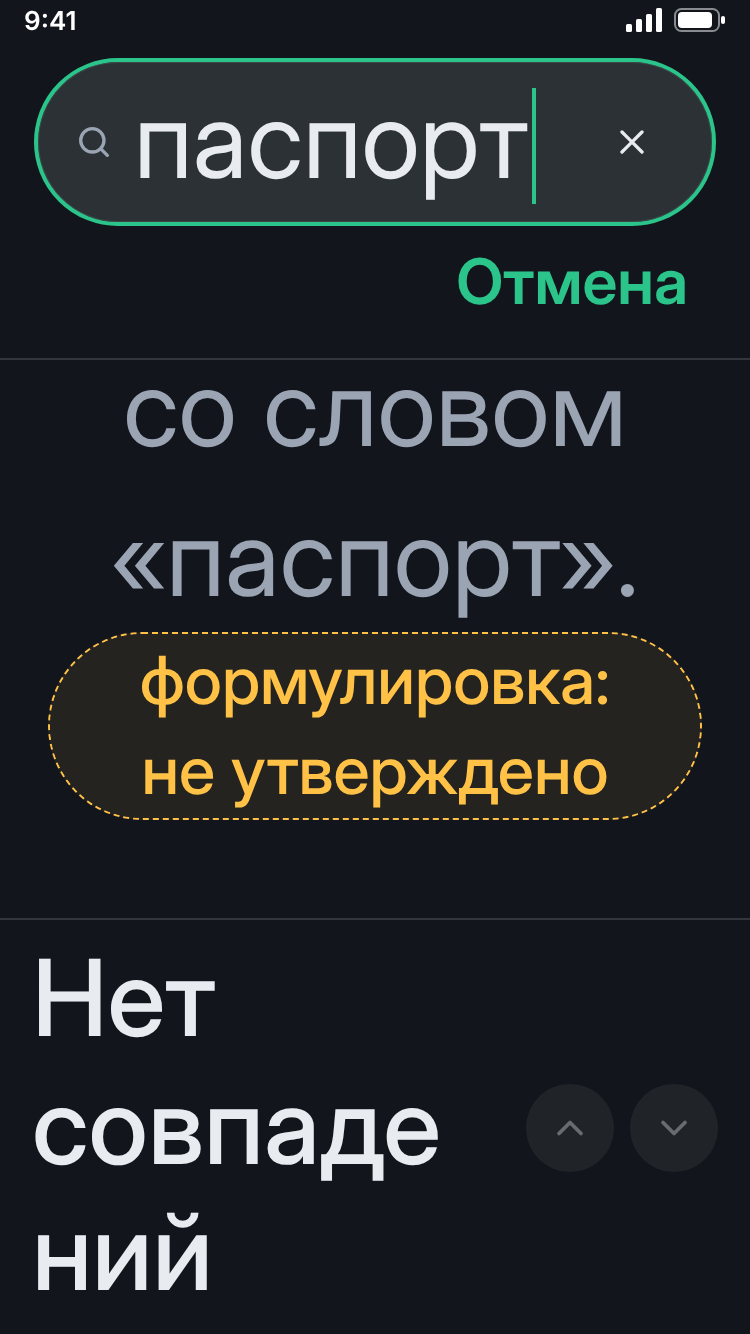 9:41
паспорт
Отмена
со словом
«паспорт».
формулировка:
не утверждено
Нет
совпаде
ний